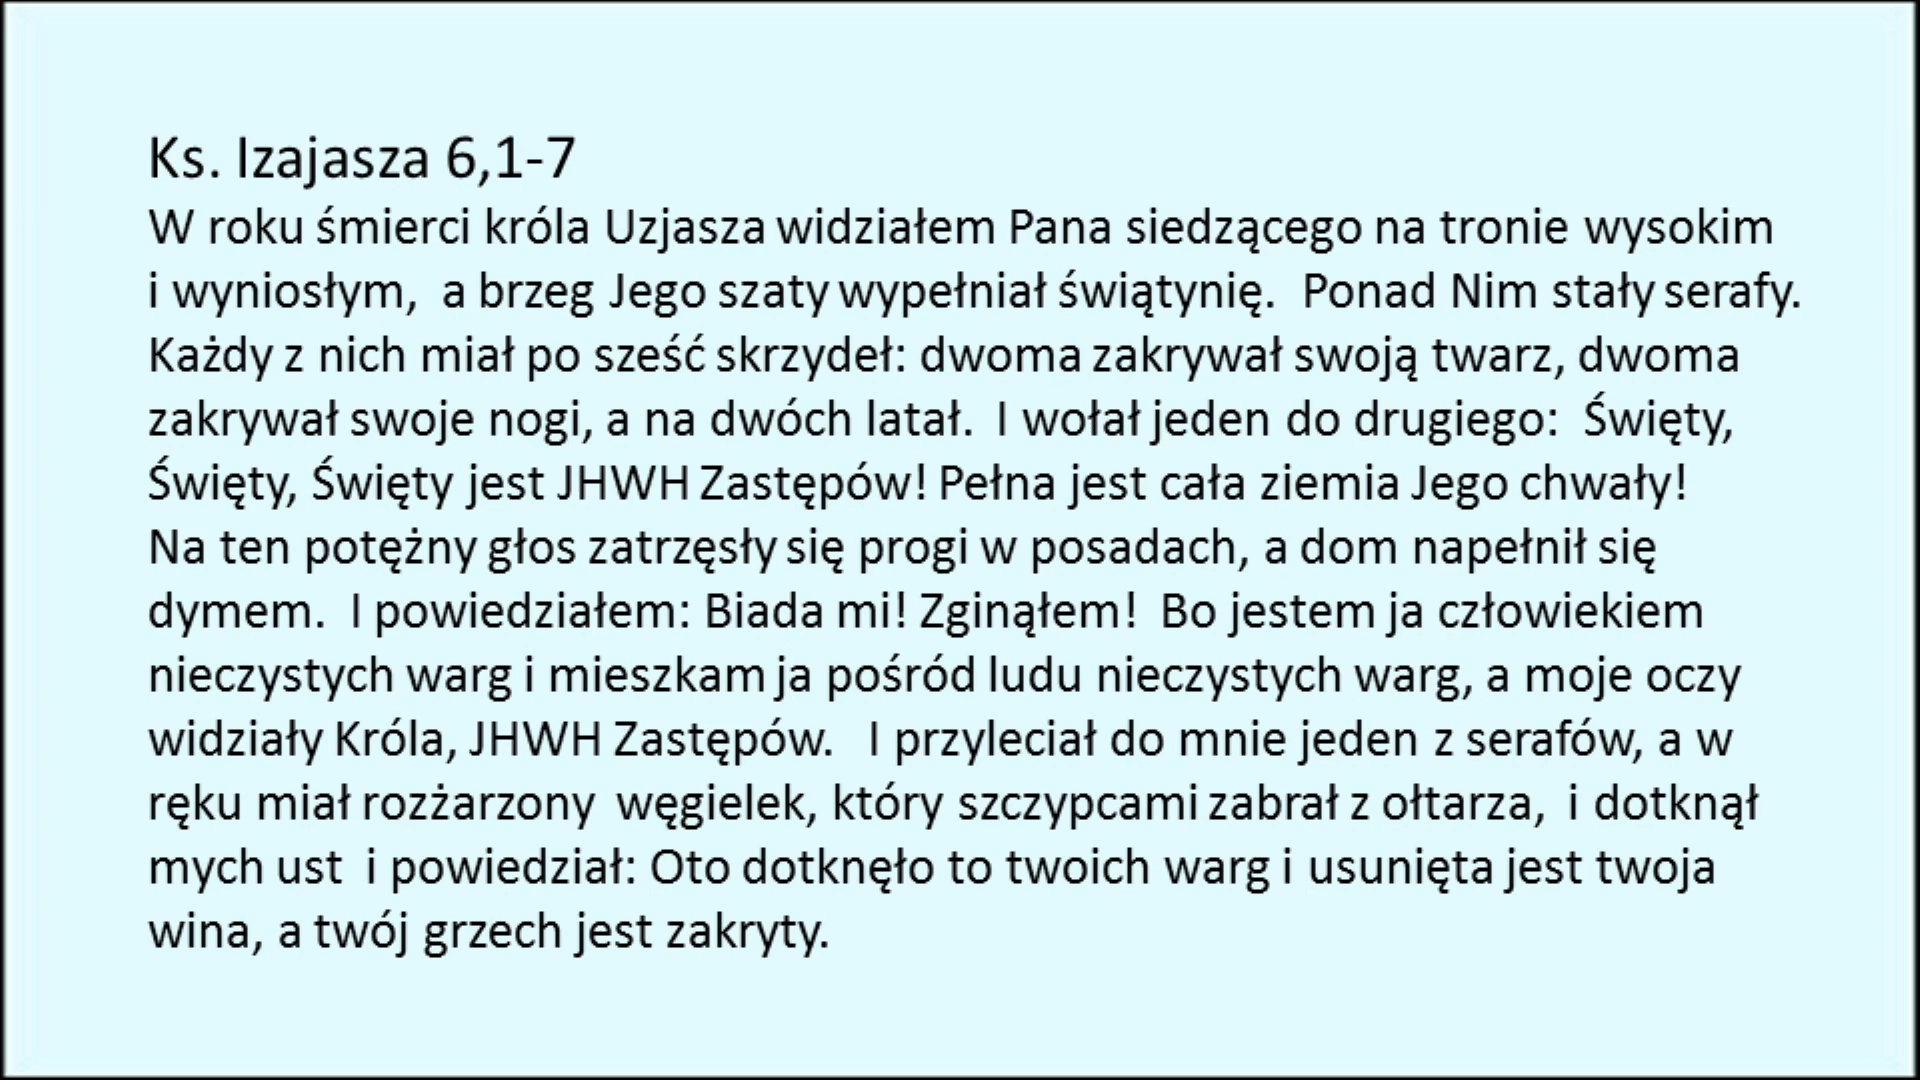 Ks. Izajasza 6,1-7
W roku śmierci króla Uzjasza widziałem Pana siedzącego na tronie wysokim
i wyniosłym, a brzeg Jego szaty wypełniał świątynię. Ponad Nim stały serafy.
Każdy z nich miał po sześć skrzydeł: dwoma zakrywał swoją twarz, dwoma
zakrywał swoje nogi, a na dwóch latał. I wołał jeden do drugiego: Święty,
Święty, Święty jest JHWH Zastępów! Pełna jest cała ziemia Jego chwały!
Na ten potężny głos zatrzęsły się progi w posadach, a dom napełnił się
dymem. I powiedziałem: Biada mi! Zginąłem! Bo jestem ja człowiekiem
nieczystych warg i mieszkam ja pośród ludu nieczystych warg, a moje oczy
widziały Króla, JHWH Zastępów. I przyleciał do mnie jeden z serafów, a w
ręku miał rozżarzony węgielek, który szczypcami zabrał z ołtarza, i dotknął
mych ust i powiedział: Oto dotknęło to twoich warg i usunięta jest twoja
wina, a twój grzech jest zakryty.